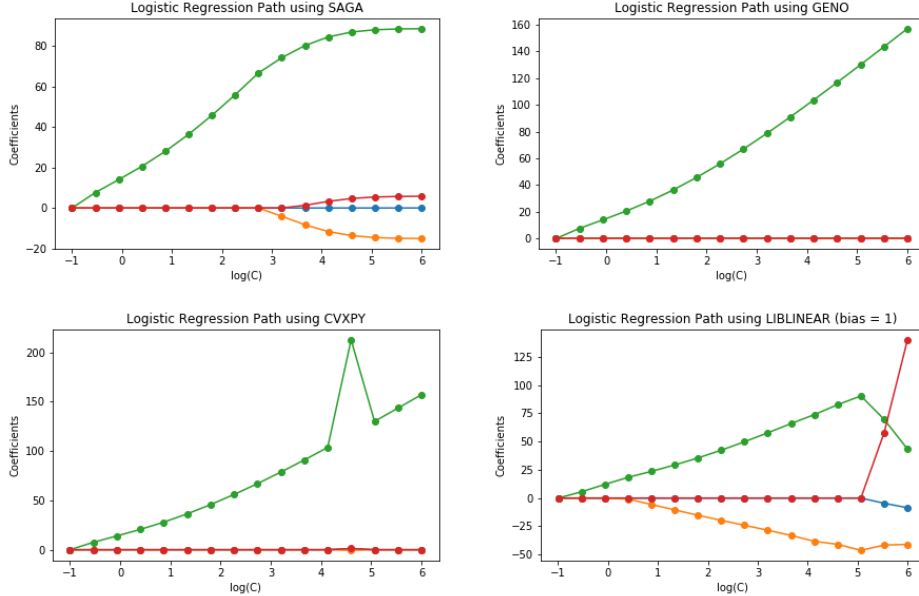 Logistic Regression Path using SAGA
Coefficients
80
60
40
20
0
−20
−1 0 1 2 3 4 5 6
log(C)
Logistic Regression Path using GENO
Coefficients
160
140
120
100
80
60
40
20
0
−1 0 1 2 3 4 5 6
log(C)
Logistic Regression Path using CVXPY
Coefficients
200
150
100
50
0
−1 0 1 2 3 4 5 6
log(C)
Logistic Regression Path using LIBLINEAR (bias = 1)
Coefficients
125
100
75
50
25
0
−25
−50
−1 0 1 2 3 4 5 6
log(C)